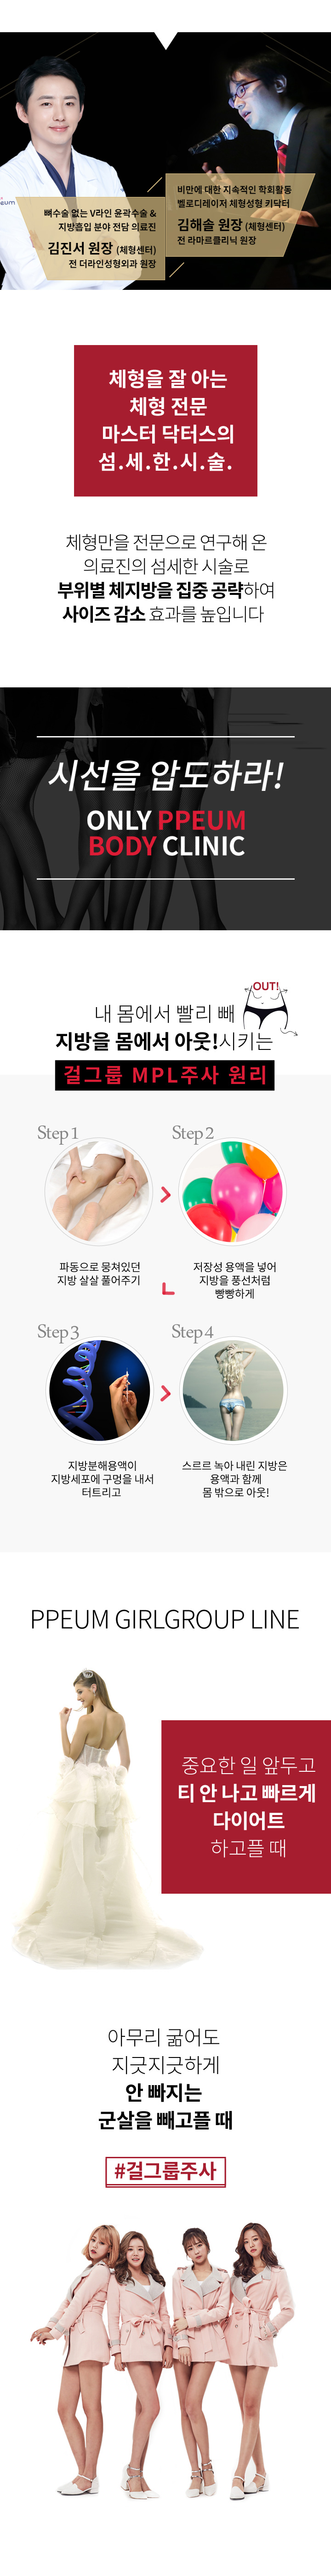 eum
뼈수술 없는 V라인 윤곽수술 &
지방흡입 분야 전담 의료진
김진서 원장 (체형센터)
전 더라인성형외과 원장
비만에 대한 지속적인 학회활동
벨로디레이저 체형성형 키닥터
김해솔 원장 (체형센터)
전 라마르클리닉 원장
체형을 잘 아는
체형 전문
마스터 닥터스의
섬.세.한.시.술.
체형만을 전문으로 연구해 온
의료진의 섬세한 시술로
부위별 체지방을 집중 공략하여
사이즈 감소 효과를 높입니다
시선을 압도하라!
ONLY PPEUM
BODY CLINIC
OUT!
내 몸에서 빨리 빼
지방을 몸에서 아웃!시키는
걸그룹 MPL주사 원리
Step1
파동으로 뭉쳐있던
지방 살살 풀어주기
Step2
저장성 용액을 넣어
지방을 풍선처럼
빵빵하게
Step3
지방분해용액이
지방세포에 구멍을 내서
터트리고
Step4
스르르 녹아 내린 지방은
용액과 함께
몸 밖으로 아웃!
PPEUM GIRLGROUP LINE
중요한 일 앞두고
티 안 나고 빠르게
다이어트
하고플 때
아무리 굶어도
지긋지긋하게
안 빠지는
군살을 빼고플 때
#걸그룹주사